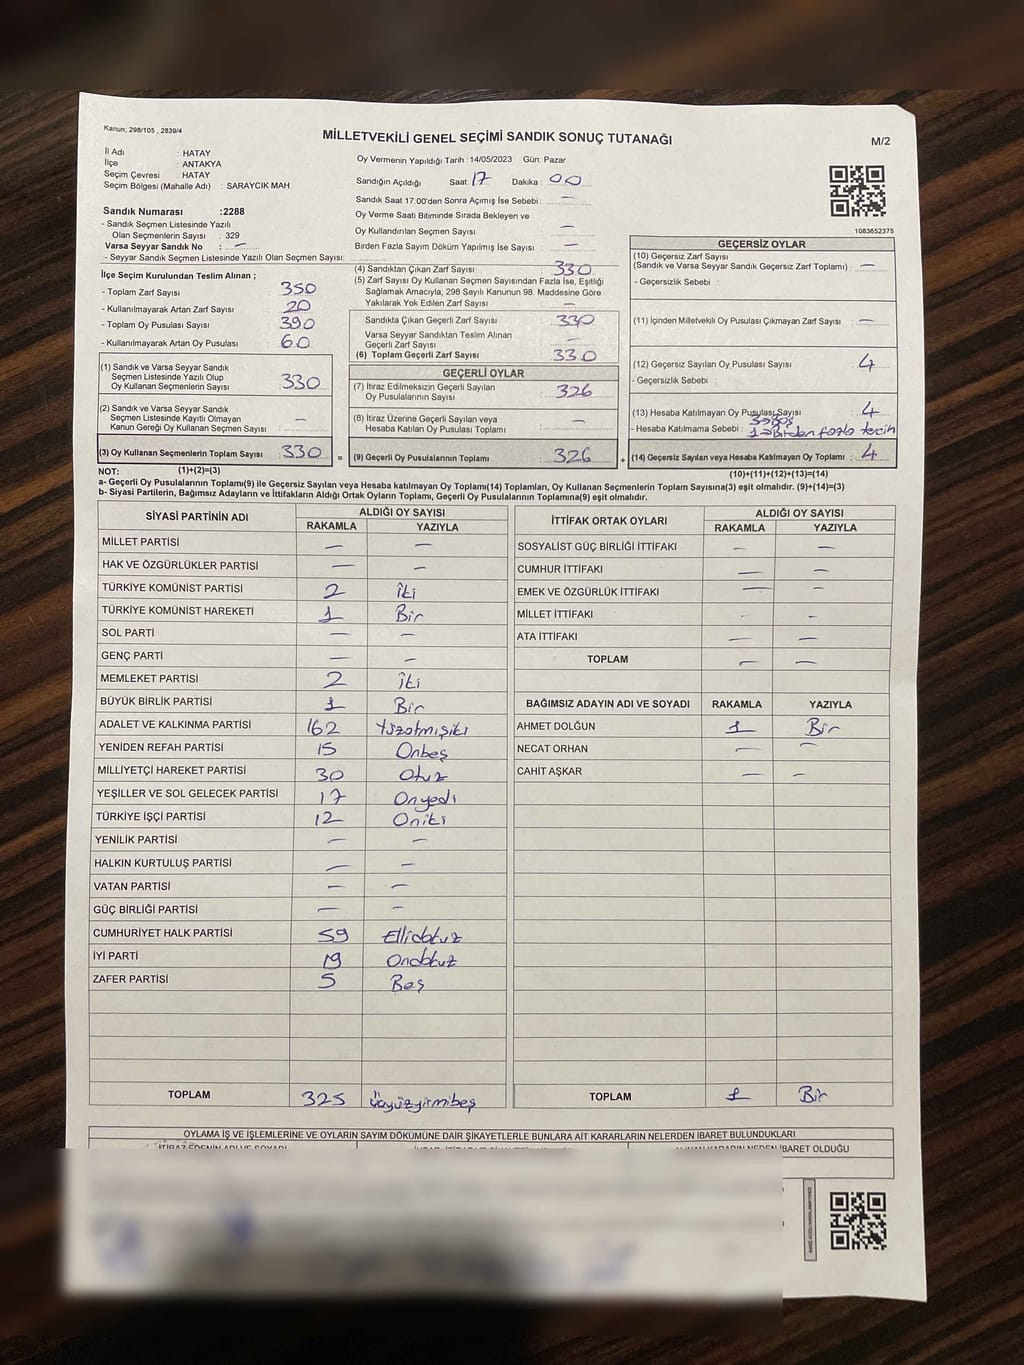 Kanun; 298/105 , 2839/4
MİLLETVEKİLİ GENEL SEÇİMİ SANDIK SONUÇ TUTANAĞI
M/2
İl Adı : HATAY
İlçe : ANTAKYA
Seçim Çevresi : HATAY
Seçim Bölgesi (Mahalle Adı) : SARAYCIK MAH.
Sandık Numarası :2288
- Sandık Seçmen Listesinde Yazılı
Olan Seçmenlerin Sayısı : 329
Varsa Seyyar Sandık No : —
- Seyyar Sandık Seçmen Listesinde Yazılı Olan Seçmen Sayısı:
Oy Vermenin Yapıldığı Tarih :14/05/2023 Gün: Pazar
Sandığın Açıldığı Saat 17 Dakika : 00
Sandık Saat 17:00'den Sonra Açımış İse Sebebi : —
Oy Verme Saati Bitiminde Sırada Bekleyen ve
Oy Kullandırılan Seçmen Sayısı : —
Birden Fazla Sayım Döküm Yapılmış İse Sayısı : —
1083652375
İlçe Seçim Kurulundan Teslim Alınan ;
- Toplam Zarf Sayısı : 350
- Kullanılmayarak Artan Zarf Sayısı : 20
- Toplam Oy Pusulası Sayısı : 390
- Kullanılmayarak Artan Oy Pusulası : 60
(1) Sandık ve Varsa Seyyar Sandık
Seçmen Listesinde Yazılı Olup
Oy Kullanan Seçmenlerin Sayısı : 330
(2) Sandık ve Varsa Seyyar Sandık
Seçmen Listesinde Kayıtlı Olmayan
Kanun Gereği Oy Kullanan Seçmen Sayısı : —
(3) Oy Kullanan Seçmenlerin Toplam Sayısı : 330 =
(4) Sandıktan Çıkan Zarf Sayısı : 330
(5) Zarf Sayısı Oy Kullanan Seçmen Sayısından Fazla İse, Eşitliği
Sağlamak Amacıyla, 298 Sayılı Kanunun 98. Maddesine Göre
Yakılarak Yok Edilen Zarf Sayısı : —
Sandıkta Çıkan Geçerli Zarf Sayısı : 330
Varsa Seyyar Sandıktan Teslim Alınan
Geçerli Zarf Sayısı : —
(6) Toplam Geçerli Zarf Sayısı : 330
GEÇERLİ OYLAR
(7) İtiraz Edilmeksizin Geçerli Sayılan
Oy Pusulalarının Sayısı : 326
(8) İtiraz Üzerine Geçerli Sayılan veya
Hesaba Katılan Oy Pusulası Toplamı : —
(9) Geçerli Oy Pusulalarının Toplamı : 326 +
GEÇERSİZ OYLAR
(10) Geçersiz Zarf Sayısı
(Sandık ve Varsa Seyyar Sandık Geçersiz Zarf Toplamı) : —
- Geçersizlik Sebebi :
(11) İçinden Milletvekili Oy Pusulası Çıkmayan Zarf Sayısı : —
(12) Geçersiz Sayılan Oy Pusulası Sayısı : 4
- Geçersizlik Sebebi :
(13) Hesaba Katılmayan Oy Pusulası Sayısı : 4
3→Boş
- Hesaba Katılmama Sebebi : 1→Birden fazla tercih
(14) Geçersiz Sayılan veya Hesaba Katılmayan Oy Toplamı : 4
NOT: (1)+(2)=(3) (10)+(11)+(12)+(13)=(14)
a- Geçerli Oy Pusulalarının Toplamı(9) ile Geçersiz Sayılan veya Hesaba katılmayan Oy Toplamı(14) Toplamları, Oy Kullanan Seçmenlerin Toplam Sayısına(3) eşit olmalıdır. (9)+(14)=(3)
b- Siyasi Partilerin, Bağımsız Adayların ve İttifakların Aldığı Ortak Oyların Toplamı, Geçerli Oy Pusulalarının Toplamına(9) eşit olmalıdır.
SİYASİ PARTİNİN ADI ALDIĞI OY SAYISI
RAKAMLA YAZIYLA
MİLLET PARTİSİ — —
HAK VE ÖZGÜRLÜKLER PARTİSİ — —
TÜRKİYE KOMÜNİST PARTİSİ 2 İki
TÜRKİYE KOMÜNİST HAREKETİ 1 Bir
SOL PARTİ — —
GENÇ PARTİ — —
MEMLEKET PARTİSİ 2 İki
BÜYÜK BİRLİK PARTİSİ 1 Bir
ADALET VE KALKINMA PARTİSİ 162 Yüzatmışiki
YENİDEN REFAH PARTİSİ 15 Onbeş
MİLLİYETÇİ HAREKET PARTİSİ 30 Otuz
YEŞİLLER VE SOL GELECEK PARTİSİ 17 Onyedi
TÜRKİYE İŞÇİ PARTİSİ 12 Oniki
YENİLİK PARTİSİ — —
HALKIN KURTULUŞ PARTİSİ — —
VATAN PARTİSİ — —
GÜÇ BİRLİĞİ PARTİSİ — —
CUMHURİYET HALK PARTİSİ 59 Ellidokuz
İYİ PARTİ 19 Ondokuz
ZAFER PARTİSİ 5 Beş
TOPLAM 325 Üçyüzyirmibeş
İTTİFAK ORTAK OYLARI ALDIĞI OY SAYISI
RAKAMLA YAZIYLA
SOSYALİST GÜÇ BİRLİĞİ İTTİFAKI — —
CUMHUR İTTİFAKI — —
EMEK VE ÖZGÜRLÜK İTTİFAKI — —
MİLLET İTTİFAKI - -
ATA İTTİFAKI — —
TOPLAM — —
BAĞIMSIZ ADAYIN ADI VE SOYADI RAKAMLA YAZIYLA
AHMET DOLĞUN 1 Bir
NECAT ORHAN — —
CAHİT AŞKAR — —
TOPLAM 1 Bir
OYLAMA İŞ VE İŞLEMLERİNE VE OYLARIN SAYIM DÖKÜMÜNE DAİR ŞİKAYETLERLE BUNLARA AİT KARARLARIN NELERDEN İBARET BULUNDUKLARI
İBARET OLDUĞU